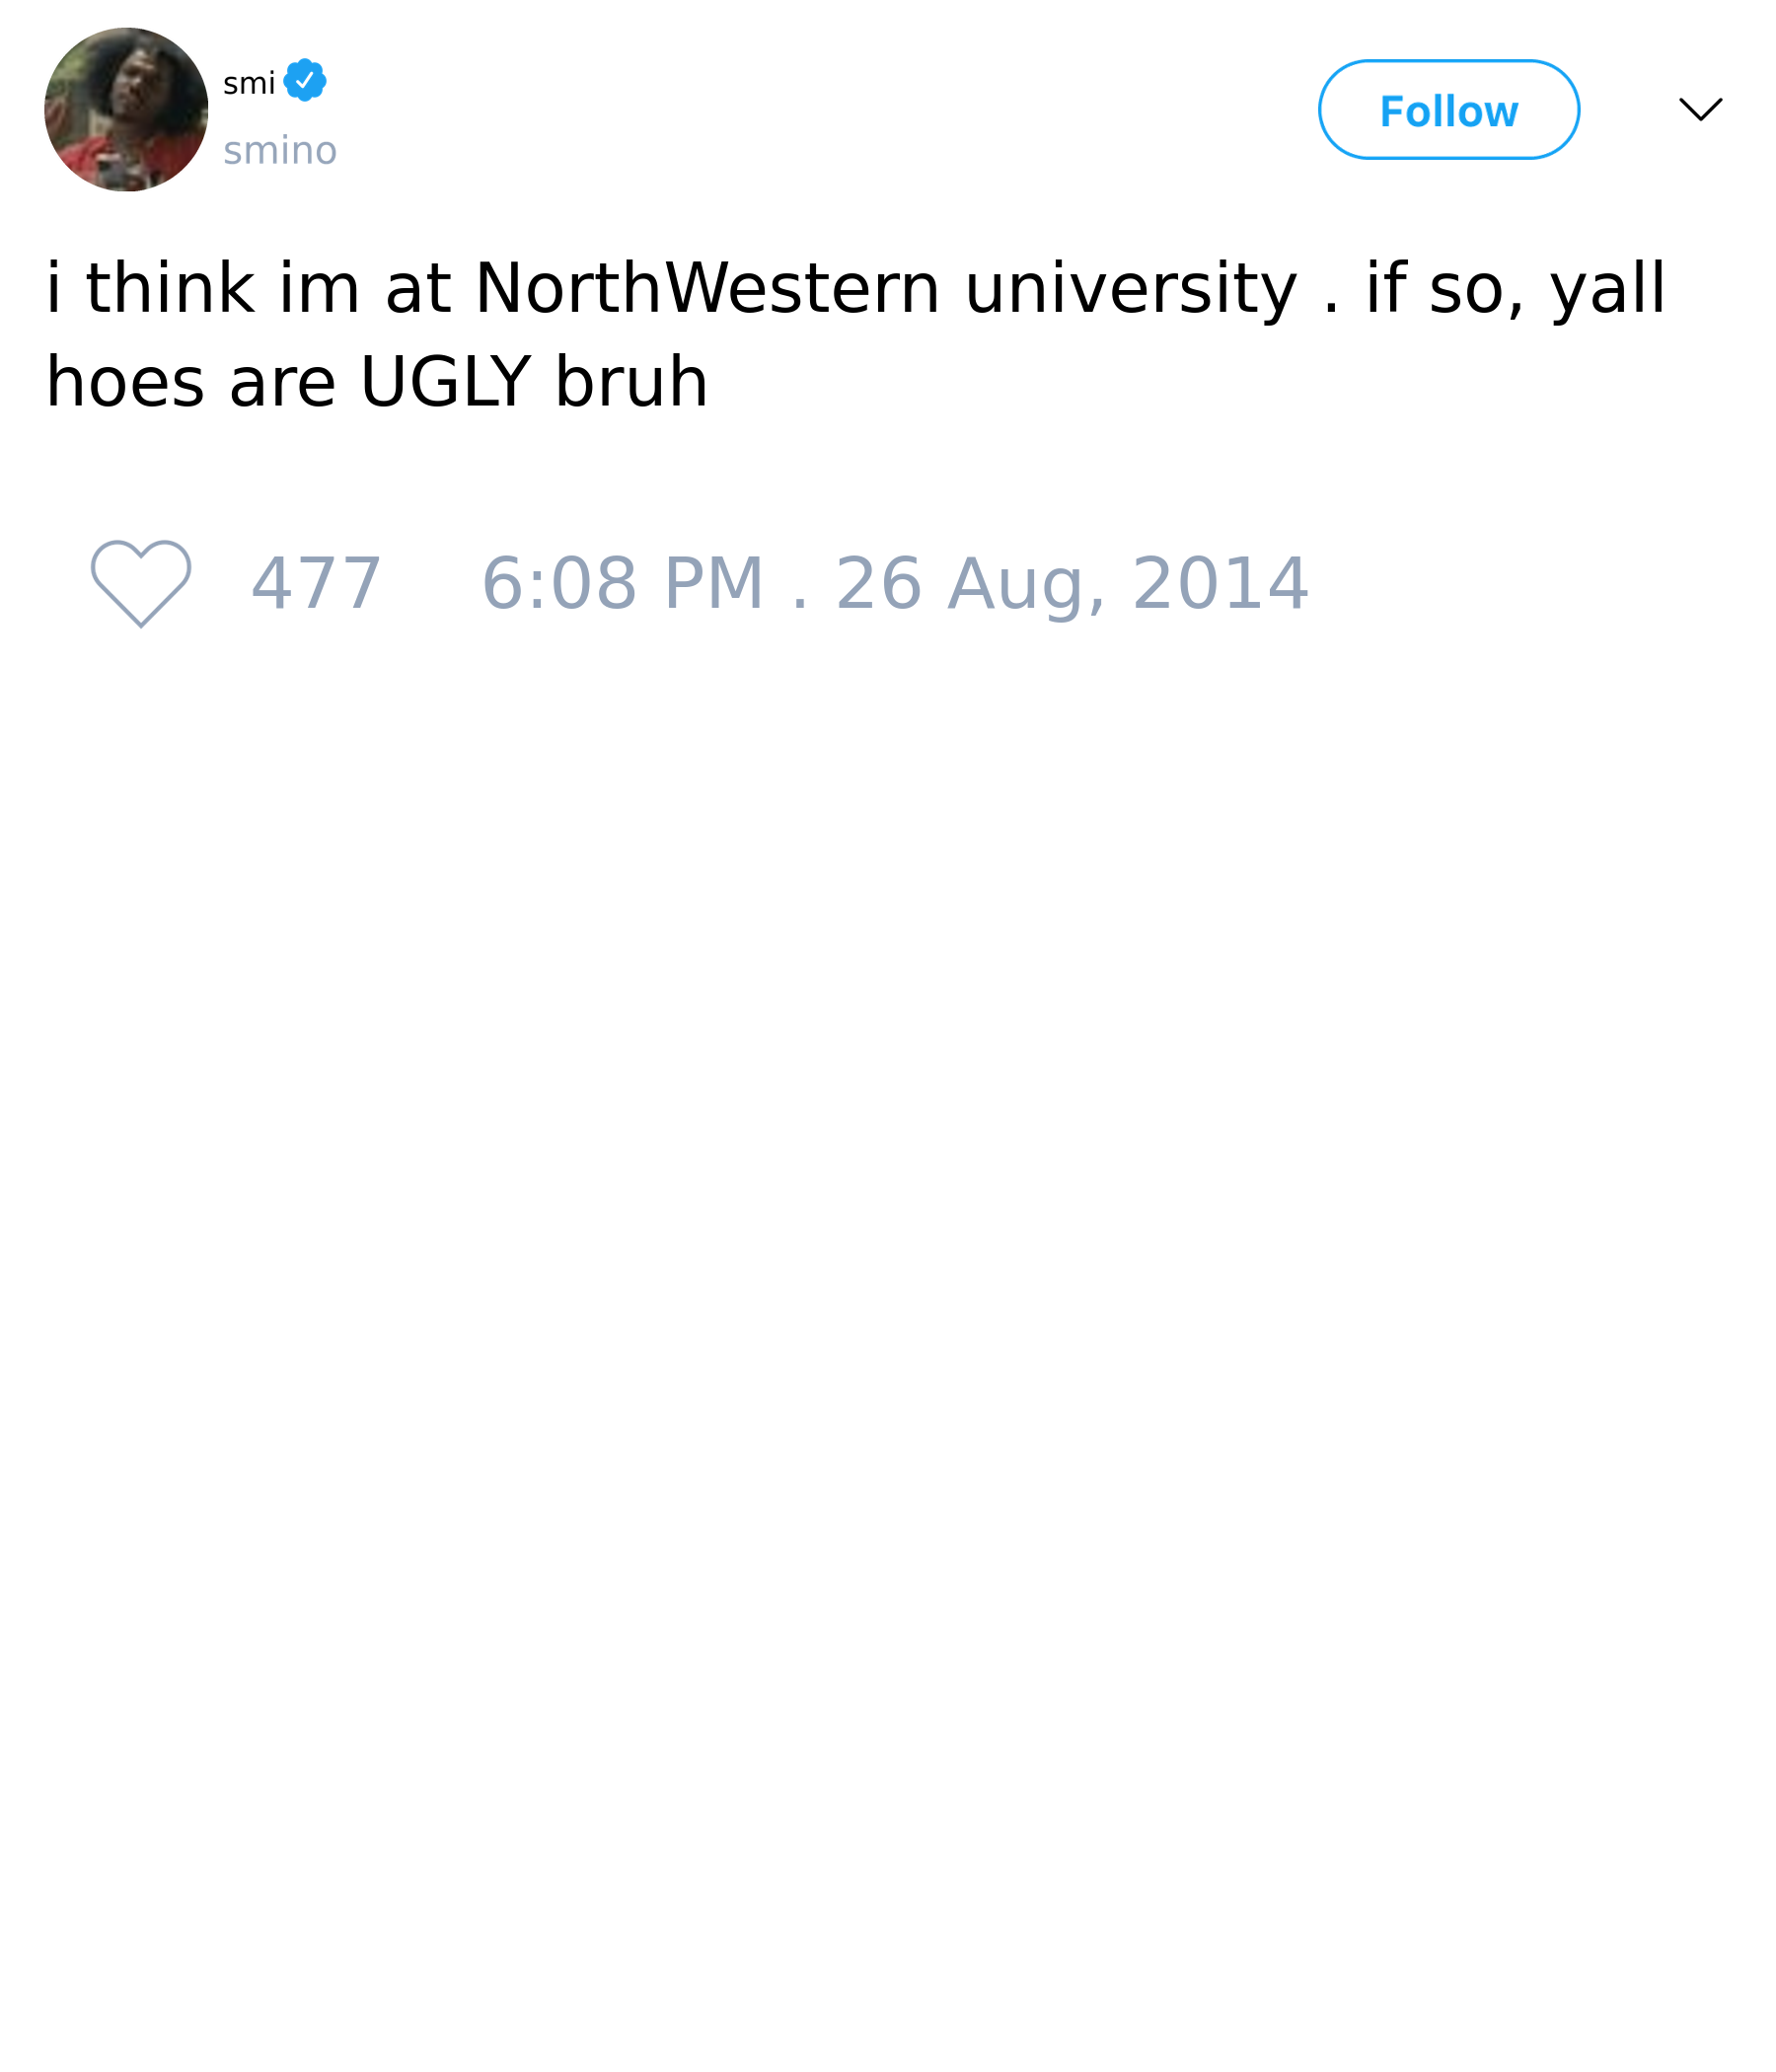 smi
smino
Follow
i think im at NorthWestern university . if so, yall
hoes are UGLY bruh
477 6:08 PM . 26 Aug, 2014